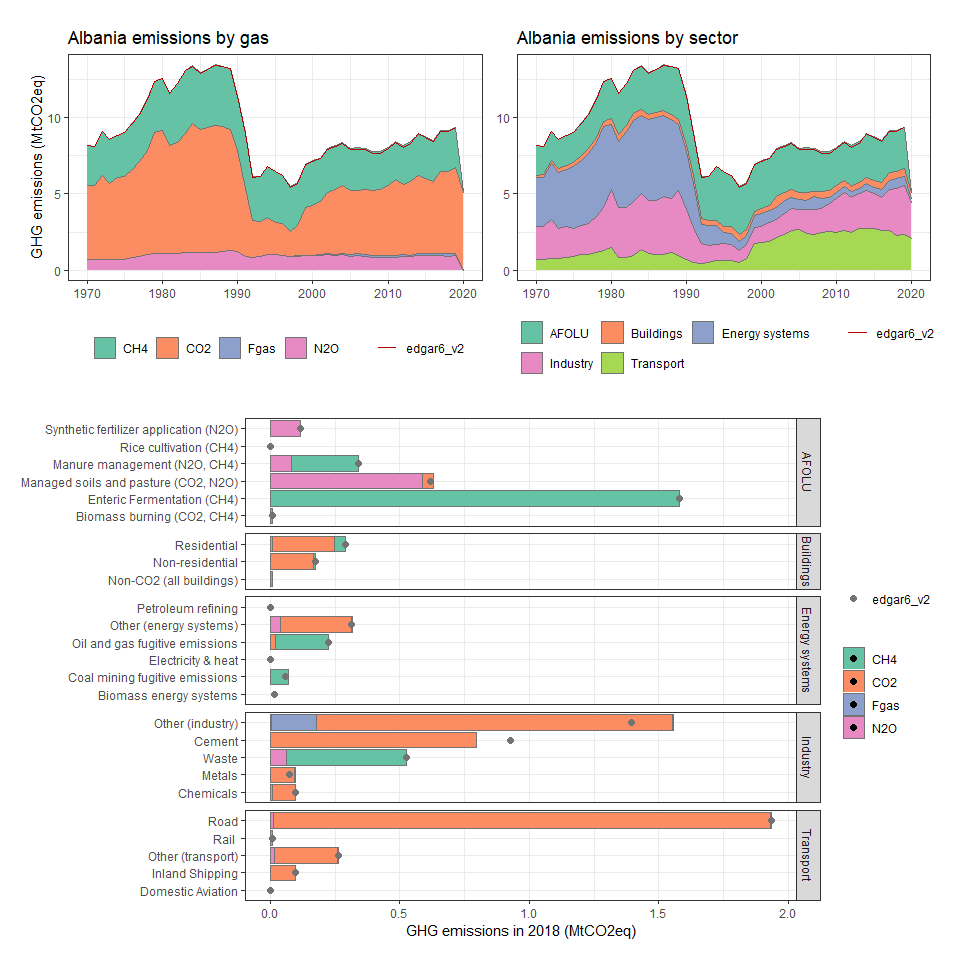 Albania emissions by gas
Albania emissions by sector
GHG emissions (MtCO2eq)
10
5
0
1970 1980 1990 2000 2010 2020
10
5
0
1970 1980 1990 2000 2010 2020
CH4 CO2 Fgas N2O edgar6_v2
AFOLU Buildings Energy systems edgar6_v2
Industry Transport
Synthetic fertilizer application (N2O)
Rice cultivation (CH4)
Manure management (N2O, CH4)
Managed soils and pasture (CO2, N2O)
Enteric Fermentation (CH4)
Biomass burning (CO2, CH4)
AFOLU
Residential
Non-residential
Non-CO2 (all buildings)
Buildings
Petroleum refining
Other (energy systems)
Oil and gas fugitive emissions
Electricity & heat
Coal mining fugitive emissions
Biomass energy systems
Energy systems
Other (industry)
Cement
Waste
Metals
Chemicals
Industry
Road
Rail
Other (transport)
Inland Shipping
Domestic Aviation
Transport
0.0 0.5 1.0 1.5 2.0
GHG emissions in 2018 (MtCO2eq)
edgar6_v2
CH4
CO2
Fgas
N2O